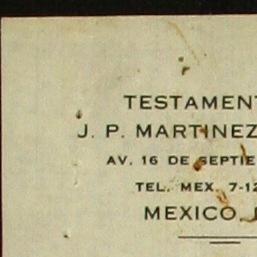 TESTAMENT
J. P. MARTINEZ
AV. 16 DE SEPTIE
TEL. MEX. 7-12
MEXICO,